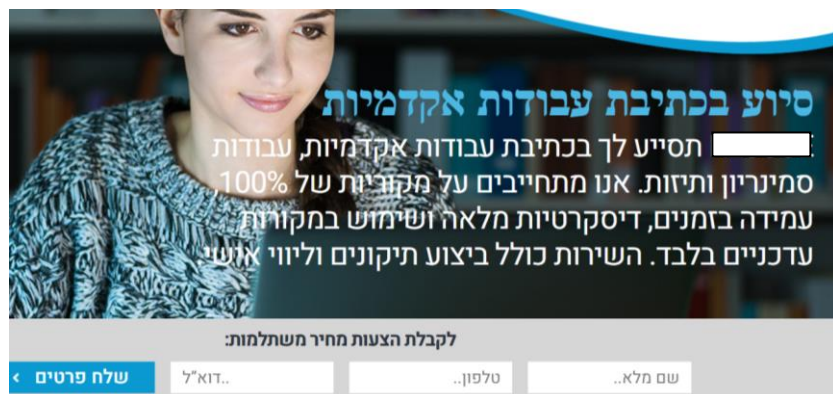 סיוע בכתיבת עבודות אקדמיות
תסייע לך בכתיבת עבודות אקדמיות, עבודות
סמינריון ותיזות. אנו מתחייבים על מקוריות של 100%,
עמידה בזמנים, דיסקרטיות מלאה ושימוש במקורות
עדכניים בלבד. השירות כולל ביצוע תיקונים וליווי אישי
לקבלת הצעות מחיר משתלמות:
שם מלא..
טלפון..
דוא"ל..
שלח פרטים ›